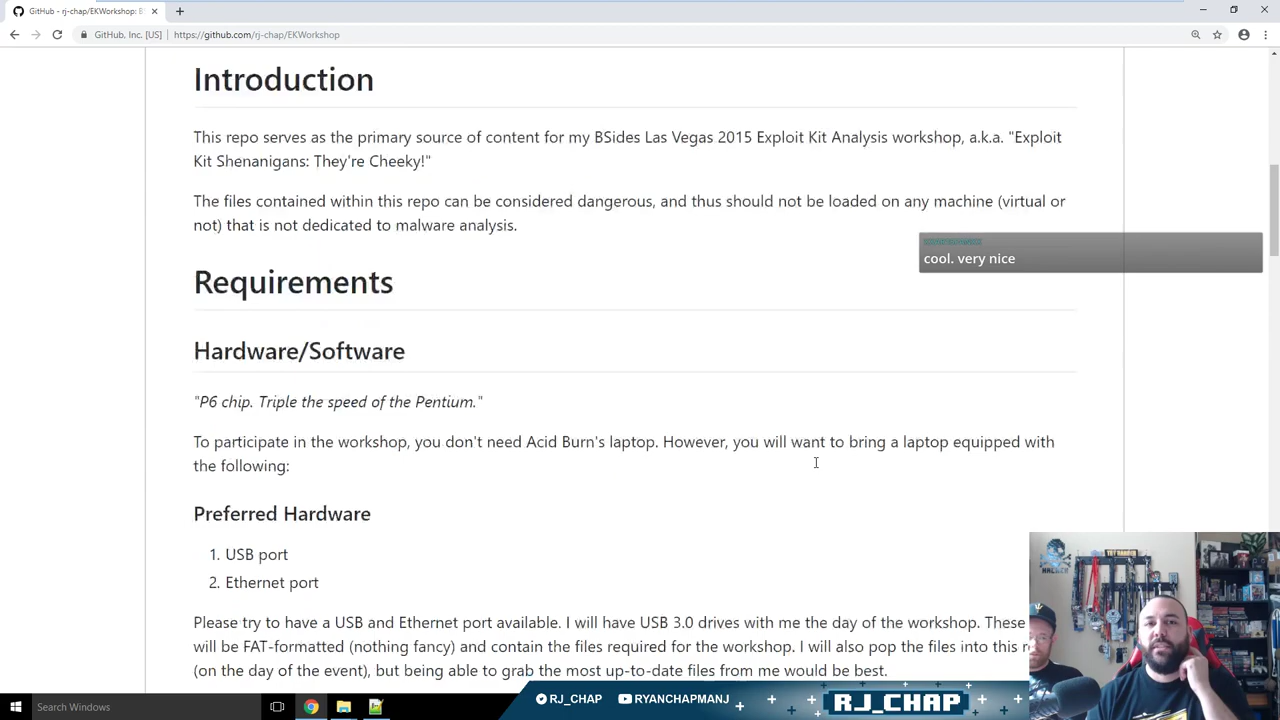 GitHub - rj-chap/EKWorkshop: B
GitHub, Inc. [US]
https://github.com/rj-chap/EKWorkshop
Introduction
This repo serves as the primary source of content for my BSides Las Vegas 2015 Exploit Kit Analysis workshop, a.k.a. "Exploit
Kit Shenanigans: They're Cheeky!"
The files contained within this repo can be considered dangerous, and thus should not be loaded on any machine (virtual or
not) that is not dedicated to malware analysis.
cool. very nice
Requirements
Hardware/Software
"P6 chip. Triple the speed of the Pentium."
To participate in the workshop, you don't need Acid Burn's laptop. However, you will want to bring a laptop equipped with
the following:
Preferred Hardware
1. USB port
2. Ethernet port
Please try to have a USB and Ethernet port available. I will have USB 3.0 drives with me the day of the workshop. These
will be FAT-formatted (nothing fancy) and contain the files required for the workshop. I will also pop the files into this r
(on the day of the event), but being able to grab the most up-to-date files from me would be best.
Search Windows
RJ_CHAP
RYANCHAPMANJ
RJ_CHAP